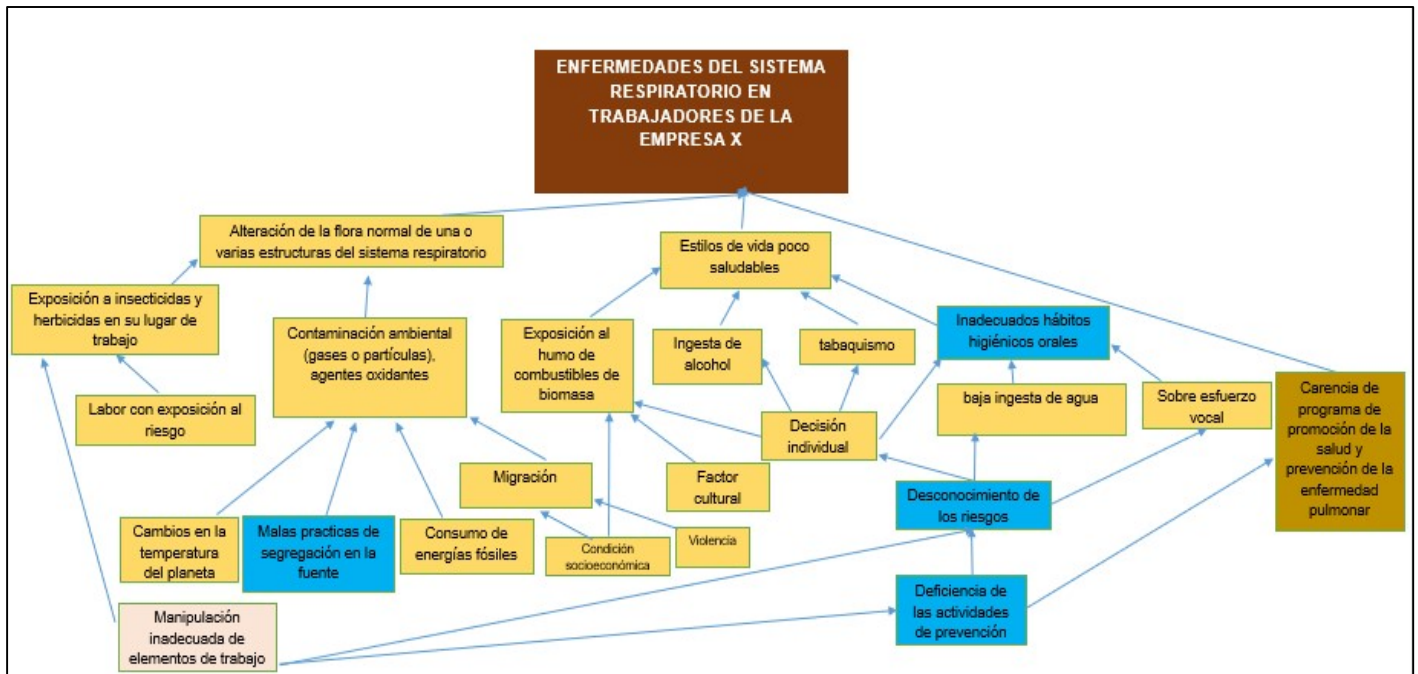 ENFERMEDADES DEL SISTEMA
RESPIRATORIO EN
TRABAJADORES DE LA
EMPRESA X
Alteración de la flora normal de una o
varias estructuras del sistema respiratorio
Estilos de vida poco
saludables
Exposición a insecticidas y
herbicidas en su lugar de
trabajo
Contaminación ambiental
(gases o partículas),
agentes oxidantes
Exposición al
humo de
combustibles de
biomasa
Ingesta de
alcohol
tabaquismo
Inadecuados hábitos
higiénicos orales
Labor con exposición al
riesgo
Decisión
individual
baja ingesta de agua
Sobre esfuerzo
vocal
Carencia de
programa de
promoción de la
salud y
prevención de la
enfermedad
pulmonar
Migración
Factor
cultural
Desconocimiento de
los riesgos
Cambios en la
temperatura
del planeta
Malas practicas de
segregación en la
fuente
Consumo de
energías fósiles
Condición
socioeconómica
Violencia
Deficiencia de
las actividades
de prevención
Manipulación
inadecuada de
elementos de trabajo